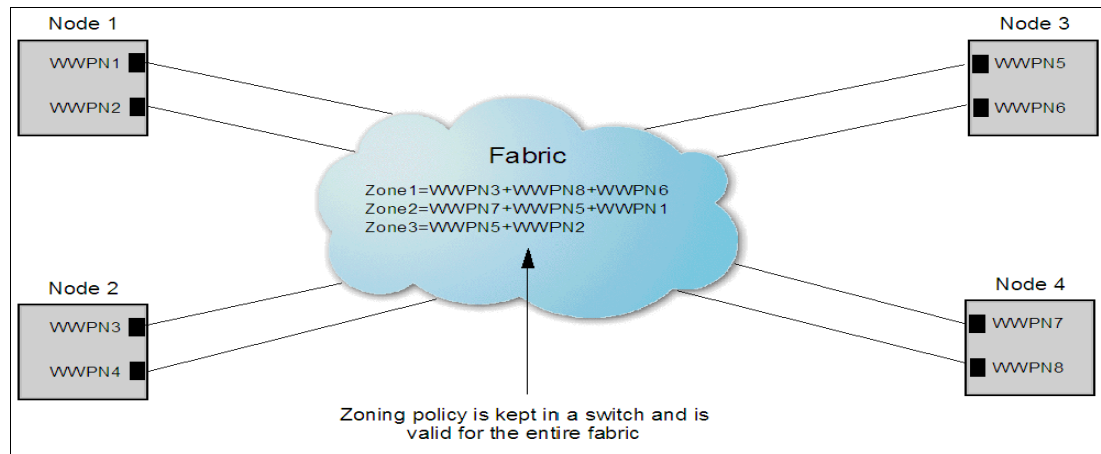 Node 1
WWPN1
WWPN2
Node 3
WWPN5
WWPN6
Fabric
Zone1=WWPN3+WWPN8+WWPN6
Zone2=WWPN7+WWPN5+WWPN1
Zone3=WWPN5+WWPN2
Node 2
WWPN3
WWPN4
Node 4
WWPN7
WWPN8
Zoning policy is kept in a switch and is
valid for the entire fabric